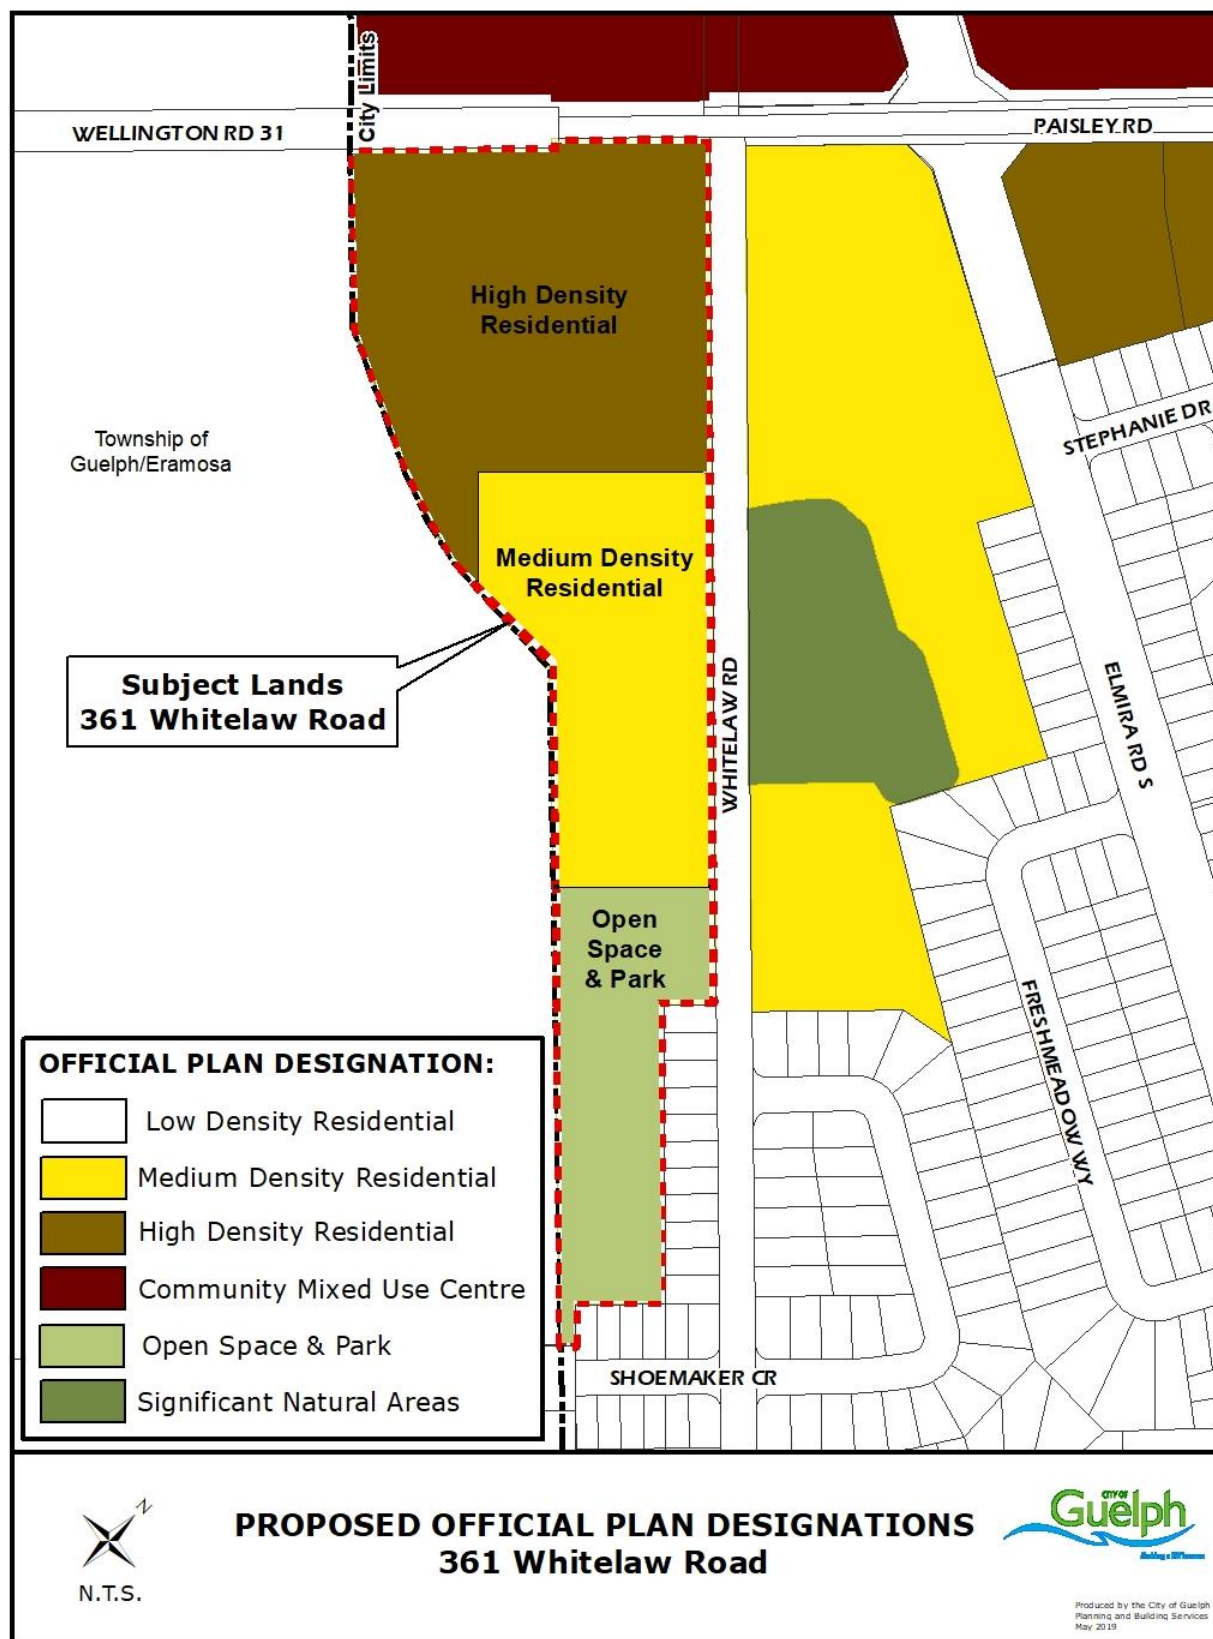 City Limits
WELLINGTON RD 31
PAISLEY RD
High Density
Residential
Township of
Guelph/Eramosa
STEPHANIE DR
Medium Density
Residential
Subject Lands
361 Whitelaw Road
WHITELAW RD
ELMIRA RD S
Open
Space
& Park
FRESHMEADOW WY
OFFICIAL PLAN DESIGNATION:
Low Density Residential
Medium Density Residential
High Density Residential
Community Mixed Use Centre
Open Space & Park
Significant Natural Areas
SHOEMAKER CR
N
N.T.S.
PROPOSED OFFICIAL PLAN DESIGNATIONS
361 Whitelaw Road
CITY OF
Guelph
Making a Difference
Produced by the City of Guelph
Planning and Building Services
May 2019